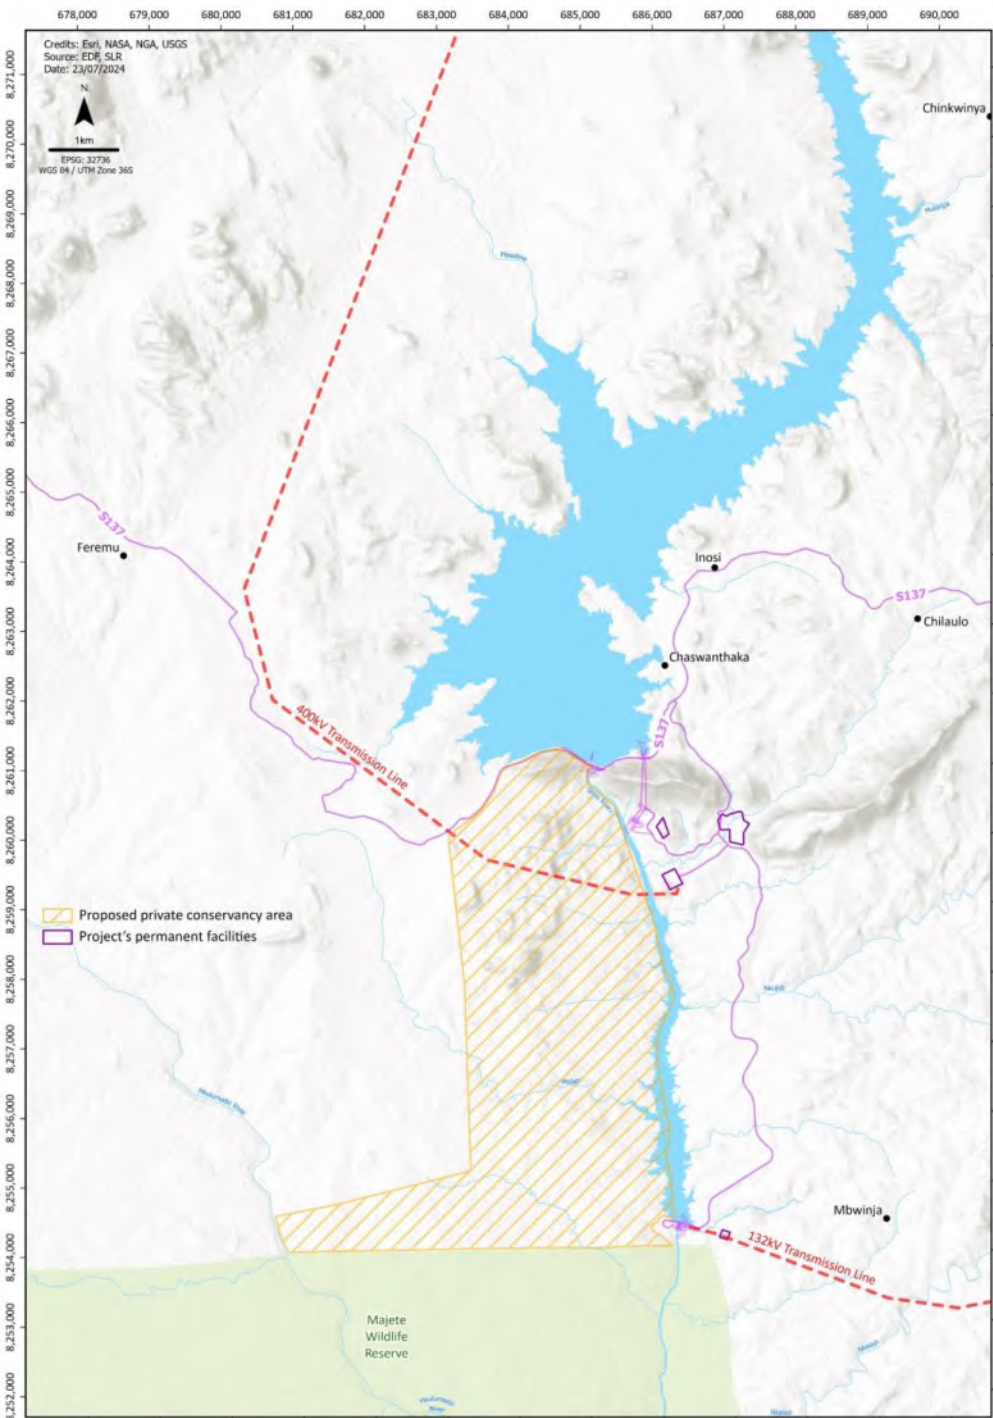 678,000 679,000 680,000 681,000 682,000 683,000 684,000 685,000 686,000 687,000 688,000 689,000 690,000
Credits: Esri, NASA, NGA, USGS
Source: EDF, SLR
Date: 23/07/2024
N
1km
EPSG: 32736
WGS 84 / UTM Zone 36S
8,271,000
8,270,000
8,269,000
8,268,000
8,267,000
8,266,000
8,265,000
8,264,000
8,263,000
8,262,000
8,261,000
8,260,000
8,259,000
8,258,000
8,257,000
8,256,000
8,255,000
8,254,000
8,253,000
8,252,000
Chinkwinya
S137
Feremu
Inosi
S137
Chilaulo
Chaswanthaka
S137
400kV Transmission Line
Shire River
Proposed private conservancy area
Project's permanent facilities
Mkulumadzi River
Mbwinja
132kV Transmission Line
Majete
Wildlife
Reserve
Mkulumadzi
River